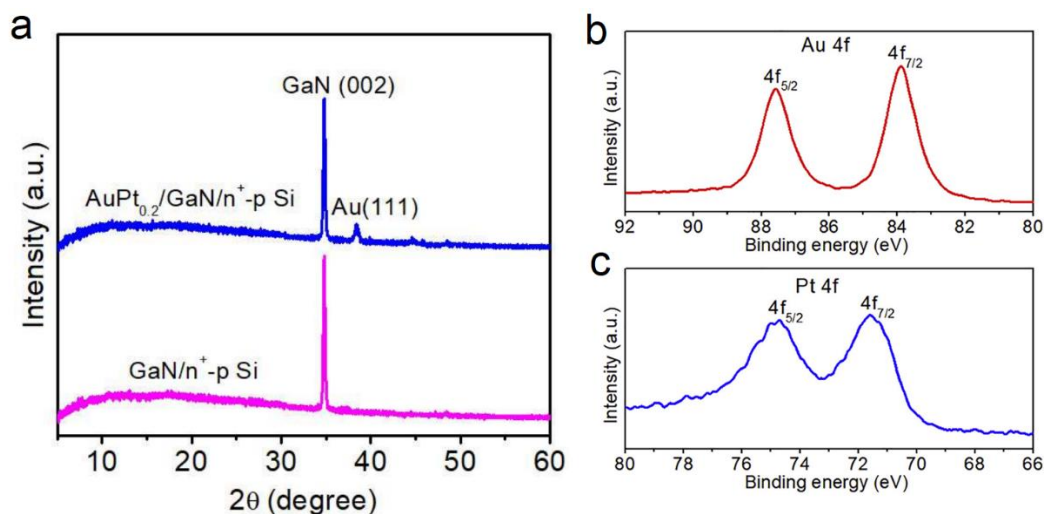 a
Intensity (a.u.)
GaN (002)
AuPt0.2/GaN/n+-p Si
Au(111)
GaN/n+-p Si
10 20 30 40 50 60
2θ (degree)
b
Intensity (a.u.)
Au 4f
4f5/2
4f7/2
92 90 88 86 84 82 80
Binding energy (eV)
c
Intensity (a.u.)
Pt 4f
4f5/2
4f7/2
80 78 76 74 72 70 68 66
Binding energy (eV)